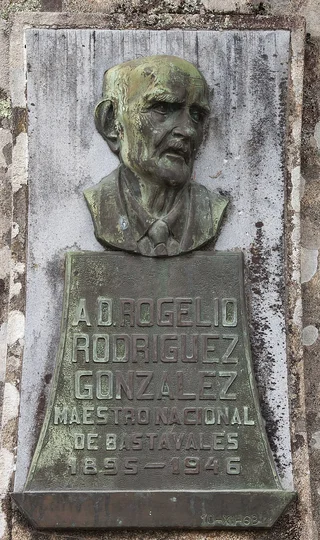 A D. ROGELIO
RODRIGUEZ
GONZALEZ
MAESTRO NACIONAL
DE BASTAVALES
1895–1946